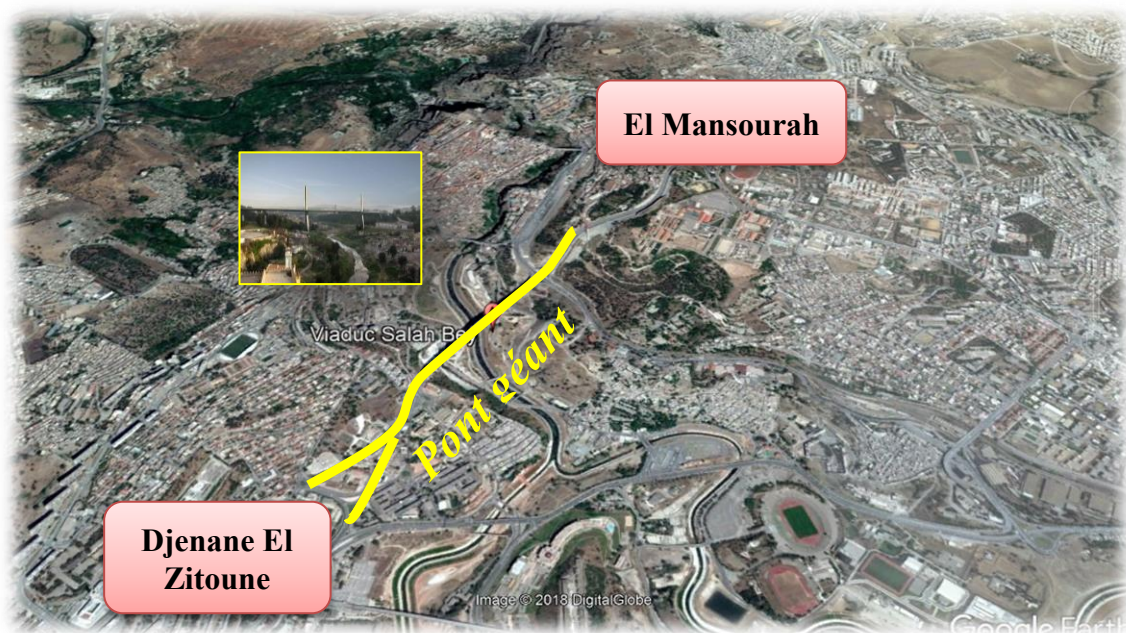 El Mansourah
Viaduc Salah Bey
Pont géant
Djenane El
Zitoune
Image © 2018 DigitalGlobe
Google Earth